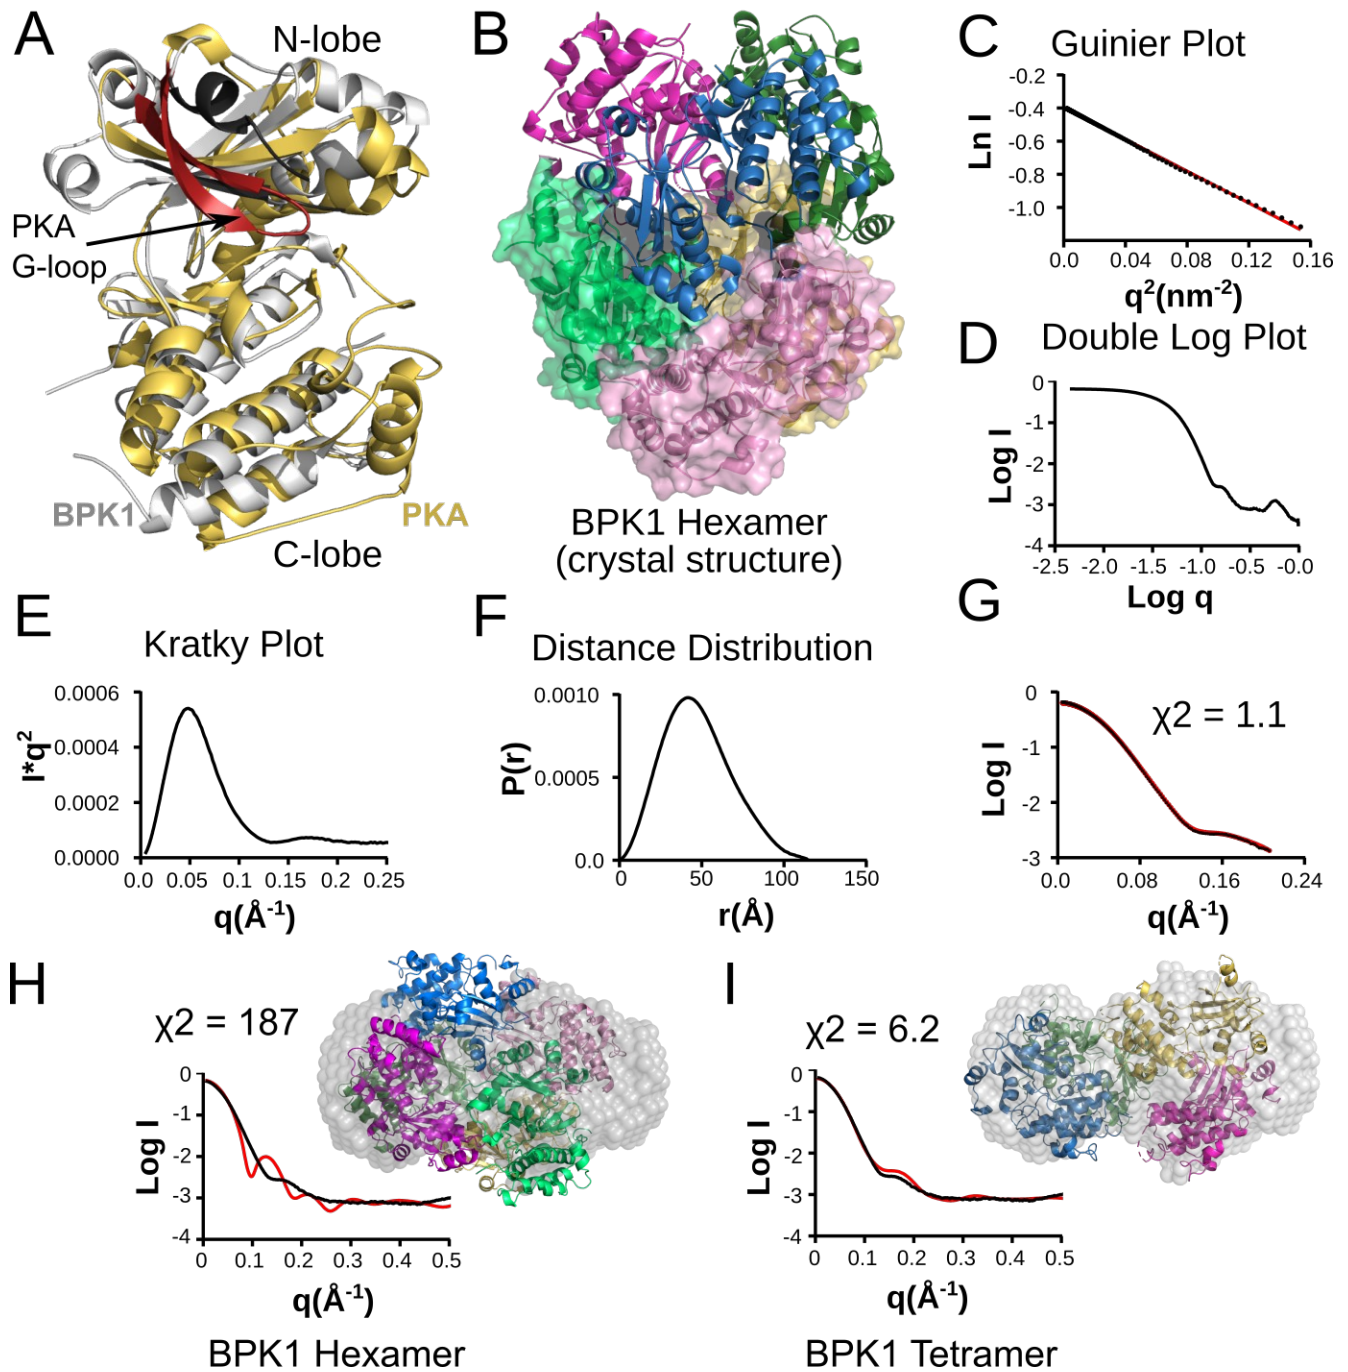 A
N-lobe
PKA
G-loop
BPK1
PKA
C-lobe
B
BPK1 Hexamer
(crystal structure)
C
Guinier Plot
Ln I
-0.2
-0.4
-0.6
-0.8
-1.0
0.0 0.04 0.08 0.12 0.16
q²(nm⁻²)
D
Double Log Plot
Log I
0
-1
-2
-3
-4
-2.5 -2.0 -1.5 -1.0 -0.5 -0.0
Log q
E
Kratky Plot
I*q²
0.0006
0.0004
0.0002
0.0000
0.0 0.05 0.1 0.15 0.2 0.25
q(Å⁻¹)
F
Distance Distribution
P(r)
0.0010
0.0005
0.0
0 50 100 150
r(Å)
G
χ2 = 1.1
Log I
0
-1
-2
-3
0.0 0.08 0.16 0.24
q(Å⁻¹)
H
χ2 = 187
Log I
0
-1
-2
-3
-4
0 0.1 0.2 0.3 0.4 0.5
q(Å⁻¹)
BPK1 Hexamer
I
χ2 = 6.2
Log I
0
-1
-2
-3
-4
0 0.1 0.2 0.3 0.4 0.5
q(Å⁻¹)
BPK1 Tetramer